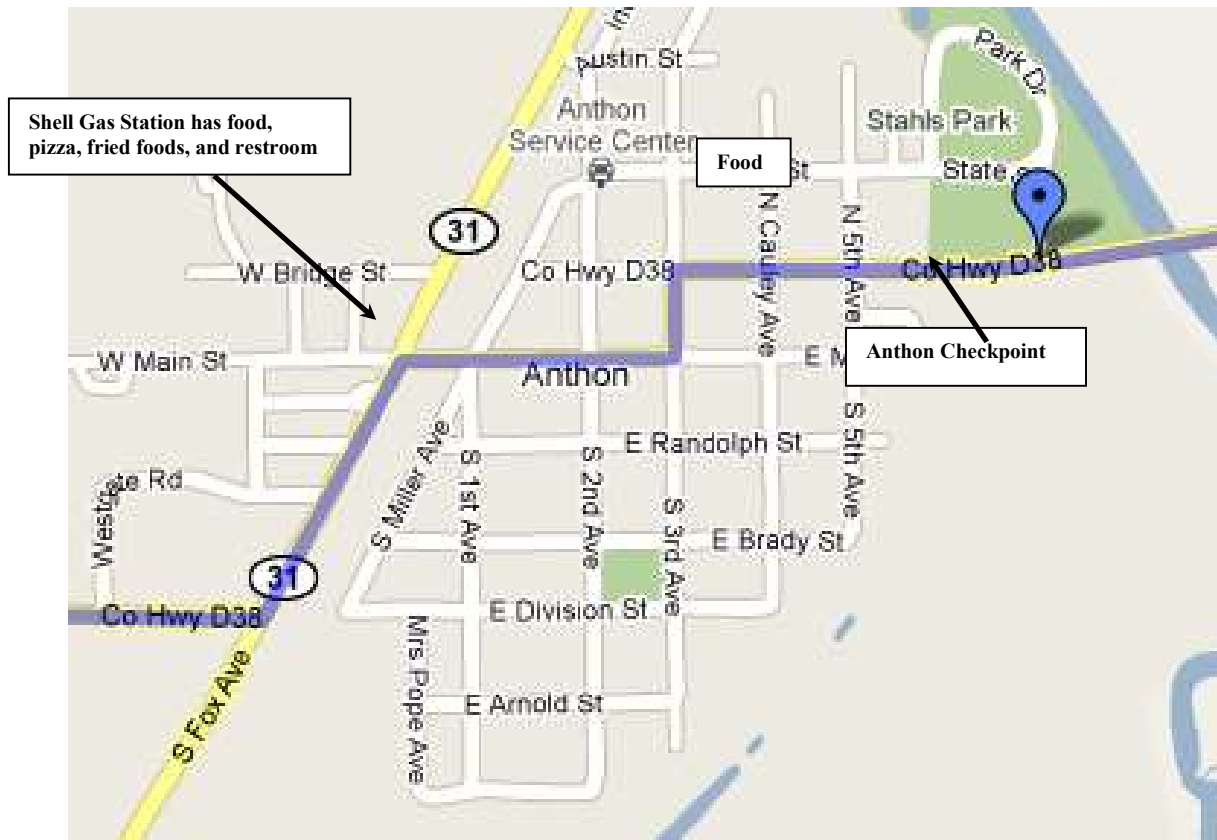 Austin St
Park Dr
Anthon
Service Center
Stahls Park
Shell Gas Station has food,
pizza, fried foods, and restroom
Food
St
State
31
N Cauley Ave
N 5th Ave
W Bridge St
Co Hwy D38
Co Hwy D38
Anthon Checkpoint
W Main St
Anthon
E M
S Miller Ave
S 1st Ave
S 2nd Ave
E Randolph St
S 5th Ave
Westgate Rd
S 3rd Ave
E Brady St
31
Co Hwy D38
E Division St
Mrs Pope Ave
S Fox Ave
E Arnold St